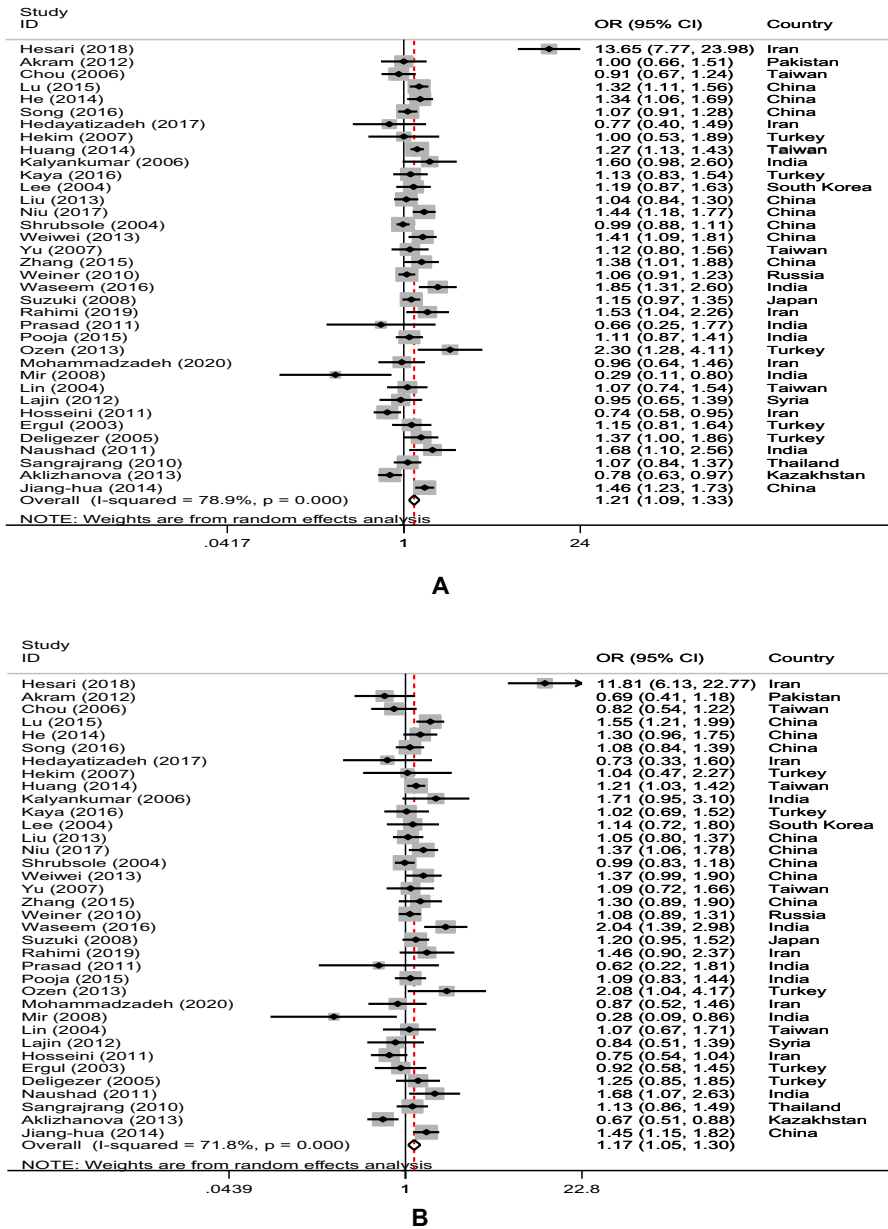 Study
ID OR (95% CI) Country
Hesari (2018) 13.65 (7.77, 23.98) Iran
Akram (2012) 1.00 (0.66, 1.51) Pakistan
Chou (2006) 0.91 (0.67, 1.24) Taiwan
Lu (2015) 1.32 (1.11, 1.56) China
He (2014) 1.34 (1.06, 1.69) China
Song (2016) 1.07 (0.91, 1.28) China
Hedayatizadeh (2017) 0.77 (0.40, 1.49) Iran
Hekim (2007) 1.00 (0.53, 1.89) Turkey
Huang (2014) 1.27 (1.13, 1.43) Taiwan
Kalyankumar (2006) 1.60 (0.98, 2.60) India
Kaya (2016) 1.13 (0.83, 1.54) Turkey
Lee (2004) 1.19 (0.87, 1.63) South Korea
Liu (2013) 1.04 (0.84, 1.30) China
Niu (2017) 1.44 (1.18, 1.77) China
Shrubsole (2004) 0.99 (0.88, 1.11) China
Weiwei (2013) 1.41 (1.09, 1.81) China
Yu (2007) 1.12 (0.80, 1.56) Taiwan
Zhang (2015) 1.38 (1.01, 1.88) China
Weiner (2010) 1.06 (0.91, 1.23) Russia
Waseem (2016) 1.85 (1.31, 2.60) India
Suzuki (2008) 1.15 (0.97, 1.35) Japan
Rahimi (2019) 1.53 (1.04, 2.26) Iran
Prasad (2011) 0.66 (0.25, 1.77) India
Pooja (2015) 1.11 (0.87, 1.41) India
Ozen (2013) 2.30 (1.28, 4.11) Turkey
Mohammadzadeh (2020) 0.96 (0.64, 1.46) Iran
Mir (2008) 0.29 (0.11, 0.80) India
Lin (2004) 1.07 (0.74, 1.54) Taiwan
Lajin (2012) 0.95 (0.65, 1.39) Syria
Hosseini (2011) 0.74 (0.58, 0.95) Iran
Ergul (2003) 1.15 (0.81, 1.64) Turkey
Deligezer (2005) 1.37 (1.00, 1.86) Turkey
Naushad (2011) 1.68 (1.10, 2.56) India
Sangrajrang (2010) 1.07 (0.84, 1.37) Thailand
Aklizhanova (2013) 0.78 (0.63, 0.97) Kazakhstan
Jiang-hua (2014) 1.46 (1.23, 1.73) China
Overall (I-squared = 78.9%, p = 0.000) 1.21 (1.09, 1.33)
NOTE: Weights are from random effects analysis
.0417 1 24
A
Study
ID OR (95% CI) Country
Hesari (2018) 11.81 (6.13, 22.77) Iran
Akram (2012) 0.69 (0.41, 1.18) Pakistan
Chou (2006) 0.82 (0.54, 1.22) Taiwan
Lu (2015) 1.55 (1.21, 1.99) China
He (2014) 1.30 (0.96, 1.75) China
Song (2016) 1.08 (0.84, 1.39) China
Hedayatizadeh (2017) 0.73 (0.33, 1.60) Iran
Hekim (2007) 1.04 (0.47, 2.27) Turkey
Huang (2014) 1.21 (1.03, 1.42) Taiwan
Kalyankumar (2006) 1.71 (0.95, 3.10) India
Kaya (2016) 1.02 (0.69, 1.52) Turkey
Lee (2004) 1.14 (0.72, 1.80) South Korea
Liu (2013) 1.05 (0.80, 1.37) China
Niu (2017) 1.37 (1.06, 1.78) China
Shrubsole (2004) 0.99 (0.83, 1.18) China
Weiwei (2013) 1.37 (0.99, 1.90) China
Yu (2007) 1.09 (0.72, 1.66) Taiwan
Zhang (2015) 1.30 (0.89, 1.90) China
Weiner (2010) 1.08 (0.89, 1.31) Russia
Waseem (2016) 2.04 (1.39, 2.98) India
Suzuki (2008) 1.20 (0.95, 1.52) Japan
Rahimi (2019) 1.46 (0.90, 2.37) Iran
Prasad (2011) 0.62 (0.22, 1.81) India
Pooja (2015) 1.09 (0.83, 1.44) India
Ozen (2013) 2.08 (1.04, 4.17) Turkey
Mohammadzadeh (2020) 0.87 (0.52, 1.46) Iran
Mir (2008) 0.28 (0.09, 0.86) India
Lin (2004) 1.07 (0.67, 1.71) Taiwan
Lajin (2012) 0.84 (0.51, 1.39) Syria
Hosseini (2011) 0.75 (0.54, 1.04) Iran
Ergul (2003) 0.92 (0.58, 1.45) Turkey
Deligezer (2005) 1.25 (0.85, 1.85) Turkey
Naushad (2011) 1.68 (1.07, 2.63) India
Sangrajrang (2010) 1.13 (0.86, 1.49) Thailand
Aklizhanova (2013) 0.67 (0.51, 0.88) Kazakhstan
Jiang-hua (2014) 1.45 (1.15, 1.82) China
Overall (I-squared = 71.8%, p = 0.000) 1.17 (1.05, 1.30)
NOTE: Weights are from random effects analysis
.0439 1 22.8
B